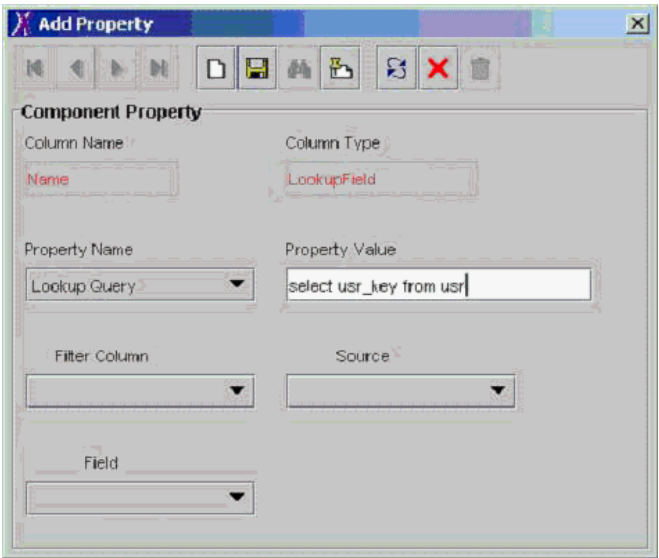 Add Property
Component Property
Column Name
Column Type
Name
LookupField
Property Name
Property Value
Lookup Query
select usr_key from usr
Filter Column
Source
Field